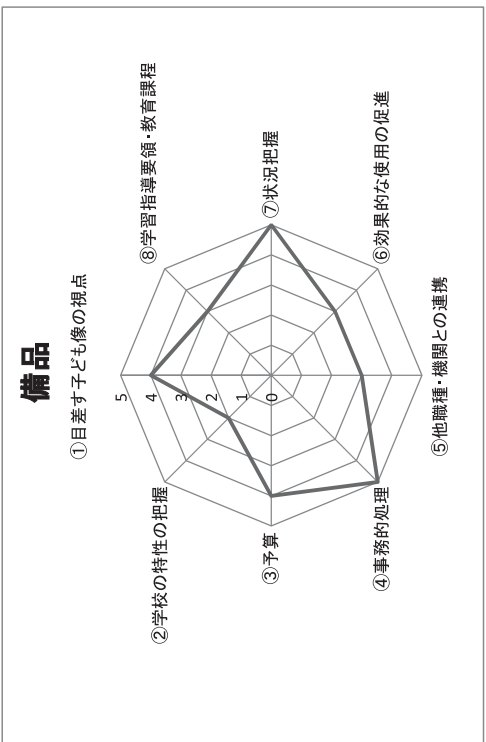 備品
①目差す子ども像の視点
②学校の特性の把握
③予算
④事務的処理
⑤他職種・機関との連携
⑥効果的な使用の促進
⑦状況把握
⑧学習指導要領・教育課程
5
4
3
2
1
0